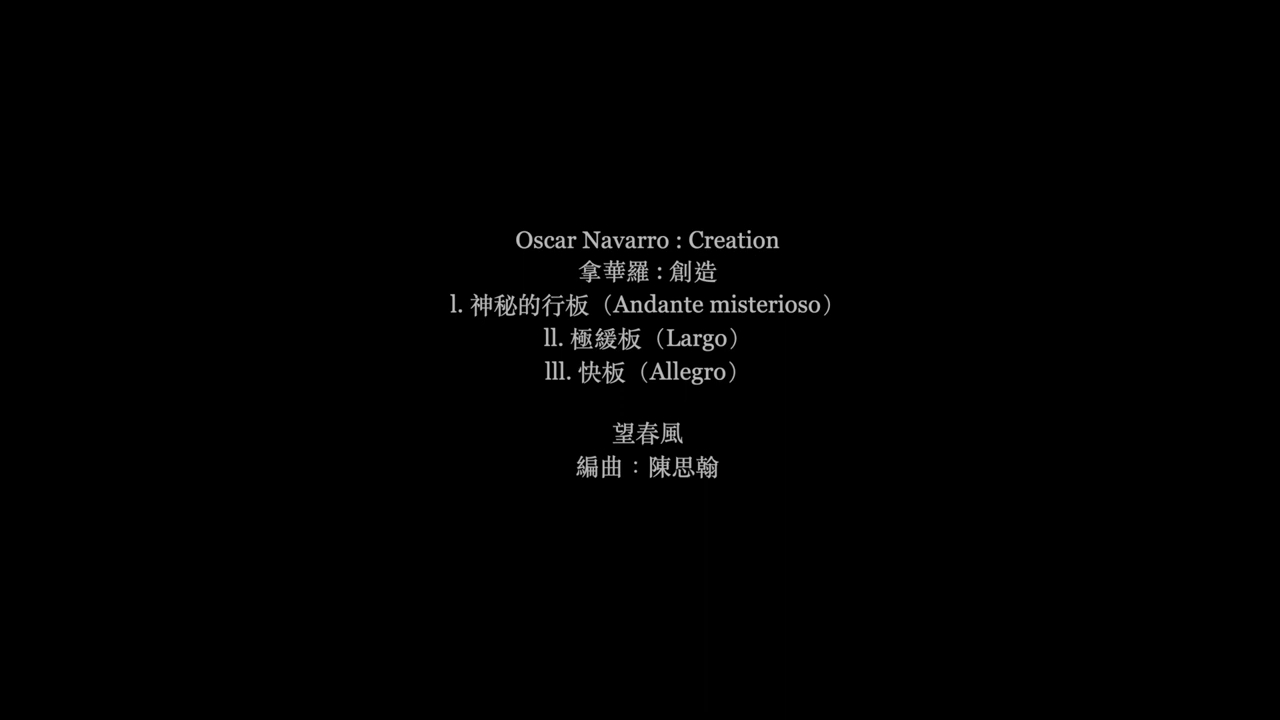 Oscar Navarro : Creation
拿華羅 : 創造
l. 神秘的行板（Andante misterioso）
ll. 極緩板（Largo）
lll. 快板（Allegro）
望春風
編曲：陳思翰